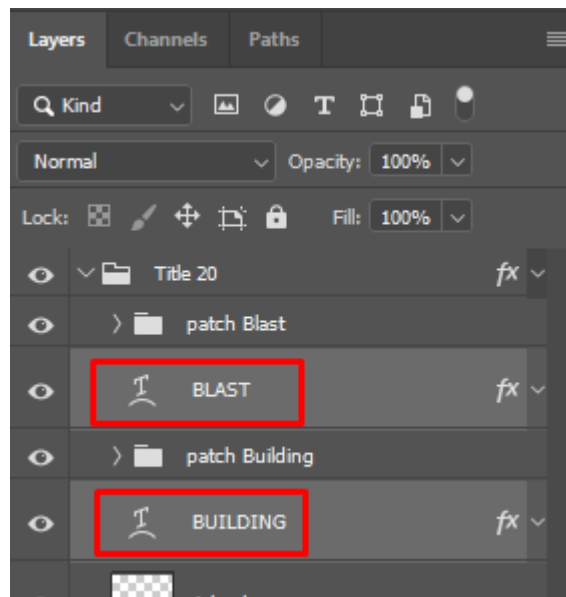 Layers Channels Paths
Kind
Normal Opacity: 100%
Lock: Fill: 100%
Title 20 fx
patch Blast
BLAST fx
patch Building
BUILDING fx